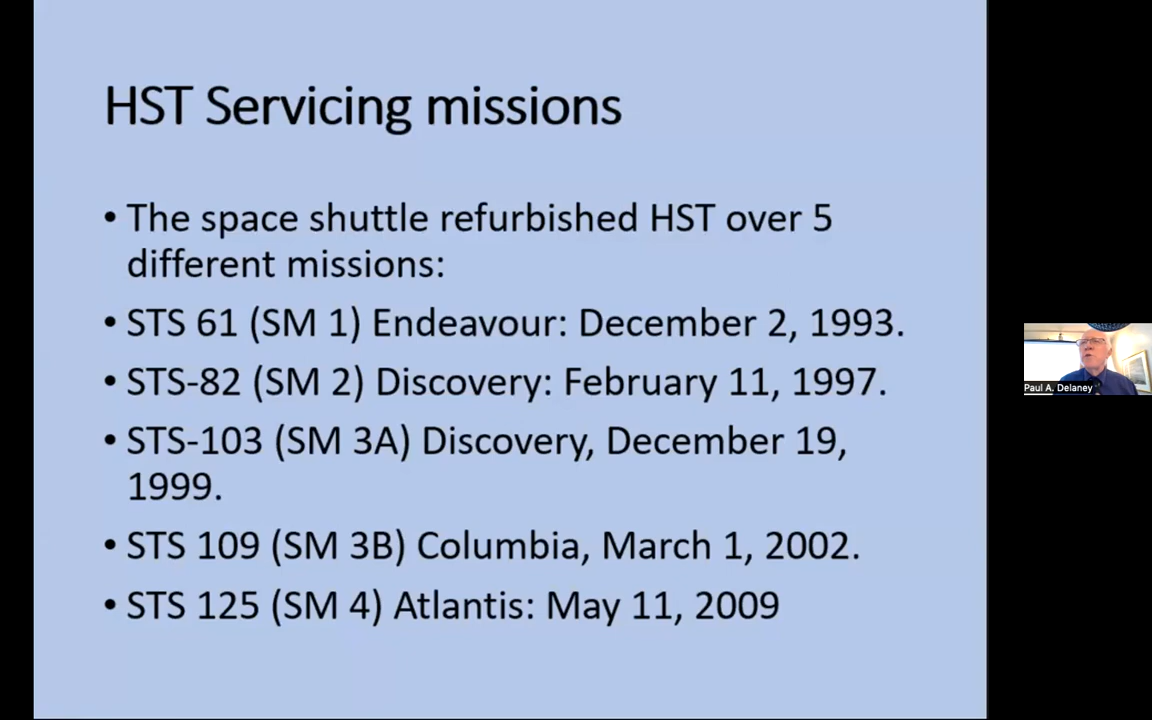 HST Servicing missions
• The space shuttle refurbished HST over 5
different missions:
• STS 61 (SM 1) Endeavour: December 2, 1993.
• STS-82 (SM 2) Discovery: February 11, 1997.
• STS-103 (SM 3A) Discovery, December 19,
1999.
• STS 109 (SM 3B) Columbia, March 1, 2002.
• STS 125 (SM 4) Atlantis: May 11, 2009
Paul A. Delaney